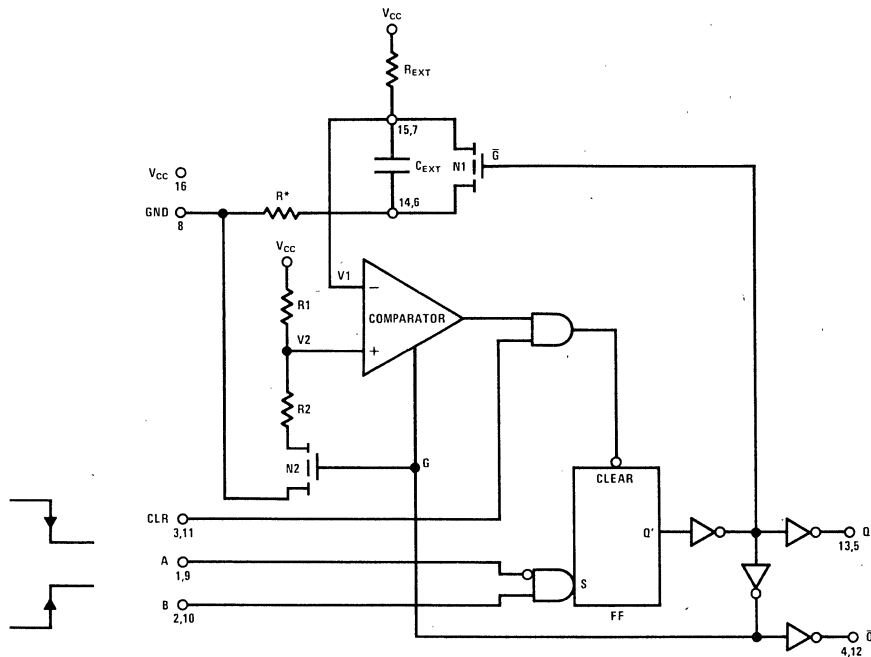 VCC
REXT
15,7
G̅
N1
CEXT
VCC
16
R*
14,6
GND
8
VCC
V1
R1
−
COMPARATOR
V2
+
R2
G
N2
CLEAR
CLR
3,11
Q'
Q
13,5
A
1,9
S
B
2,10
FF
Q̅
4,12